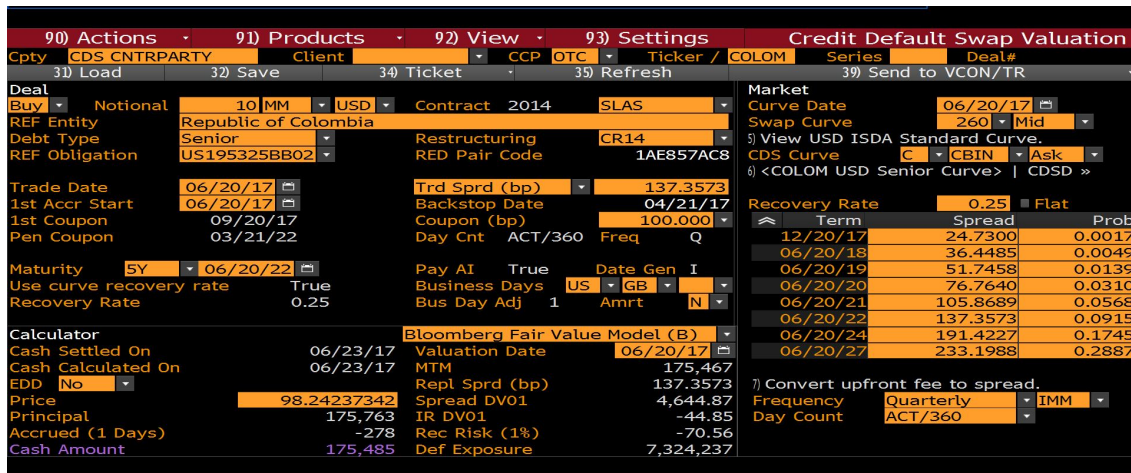 90) Actions 91) Products 92) View 93) Settings Credit Default Swap Valuation
Cpty CDS CNTRPARTY Client CCP OTC Ticker / COLOM Series Deal#
31) Load 32) Save 34) Ticket 35) Refresh 39) Send to VCON/TR
Deal
Buy Notional 10 MM USD Contract 2014 SLAS
REF Entity Republic of Colombia
Debt Type Senior Restructuring CR14
REF Obligation US195325BB02 RED Pair Code 1AE857AC8
Trade Date 06/20/17 Trd Sprd (bp) 137.3573
1st Accr Start 06/20/17 Backstop Date 04/21/17
1st Coupon 09/20/17 Coupon (bp) 100.000
Pen Coupon 03/21/22 Day Cnt ACT/360 Freq Q
Maturity 5Y 06/20/22 Pay AI True Date Gen I
Use curve recovery rate True Business Days US GB
Recovery Rate 0.25 Bus Day Adj 1 Amrt N
Calculator Bloomberg Fair Value Model (B)
Cash Settled On 06/23/17 Valuation Date 06/20/17
Cash Calculated On 06/23/17 MTM 175,467
EDD No Repl Sprd (bp) 137.3573
Price 98.24237342 Spread DV01 4,644.87
Principal 175,763 IR DV01 -44.85
Accrued (1 Days) -278 Rec Risk (1%) -70.56
Cash Amount 175,485 Def Exposure 7,324,237
Market
Curve Date 06/20/17
Swap Curve 260 Mid
5) View USD ISDA Standard Curve.
CDS Curve C CBIN Ask
6) <COLOM USD Senior Curve> | CDSD »
Recovery Rate 0.25 Flat
Term Spread Prob
12/20/17 24.7300 0.0017
06/20/18 36.4485 0.0049
06/20/19 51.7458 0.0139
06/20/20 76.7640 0.0310
06/20/21 105.8689 0.0568
06/20/22 137.3573 0.0915
06/20/24 191.4227 0.1745
06/20/27 233.1988 0.2887
7) Convert upfront fee to spread.
Frequency Quarterly IMM
Day Count ACT/360